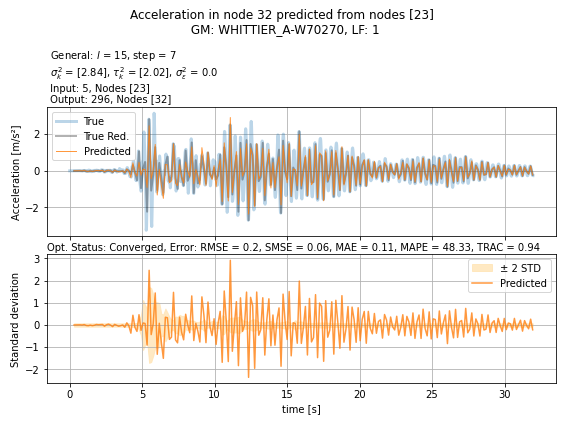 Acceleration in node 32 predicted from nodes [23]
GM: WHITTIER_A-W70270, LF: 1
General: l = 15, step = 7
σ²ₖ = [2.84], τ²ₖ = [2.02], σ²ε = 0.0
Input: 5, Nodes [23]
Output: 296, Nodes [32]
Acceleration [m/s²]
2
0
−2
True
True Red.
Predicted
Opt. Status: Converged, Error: RMSE = 0.2, SMSE = 0.06, MAE = 0.11, MAPE = 48.33, TRAC = 0.94
Standard deviation
3
2
1
0
−1
−2
± 2 STD
Predicted
0 5 10 15 20 25 30
time [s]